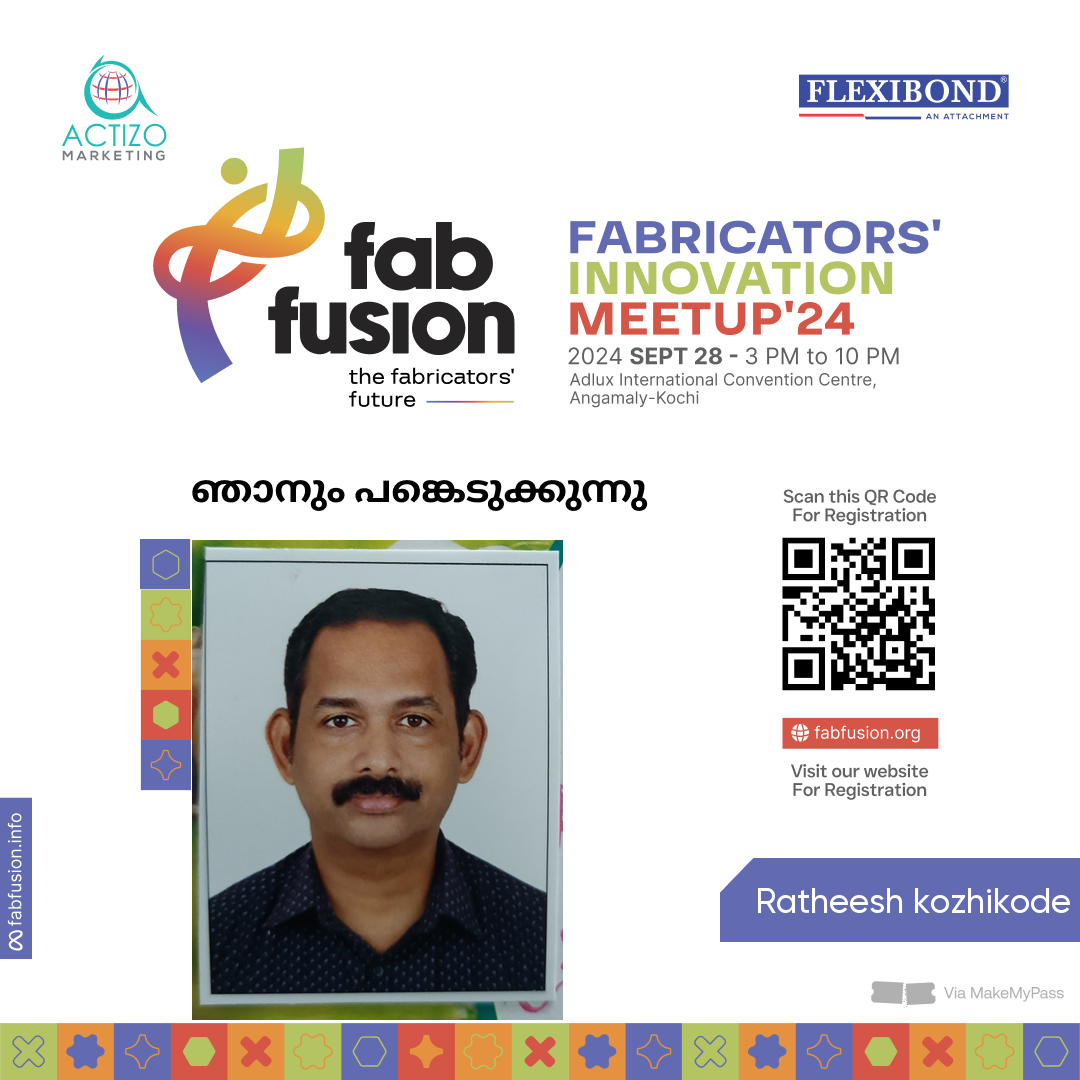 ACTIZO
MARKETING
FLEXIBOND®
AN ATTACHMENT
fab
fusion
the fabricators'
future
FABRICATORS'
INNOVATION
MEETUP'24
2024 SEPT 28 - 3 PM to 10 PM
Adlux International Convention Centre,
Angamaly-Kochi
ഞാനും പങ്കെടുക്കുന്നു
Scan this QR Code
For Registration
fabfusion.org
Visit our website
For Registration
fabfusion.info
Ratheesh kozhikode
Via MakeMyPass